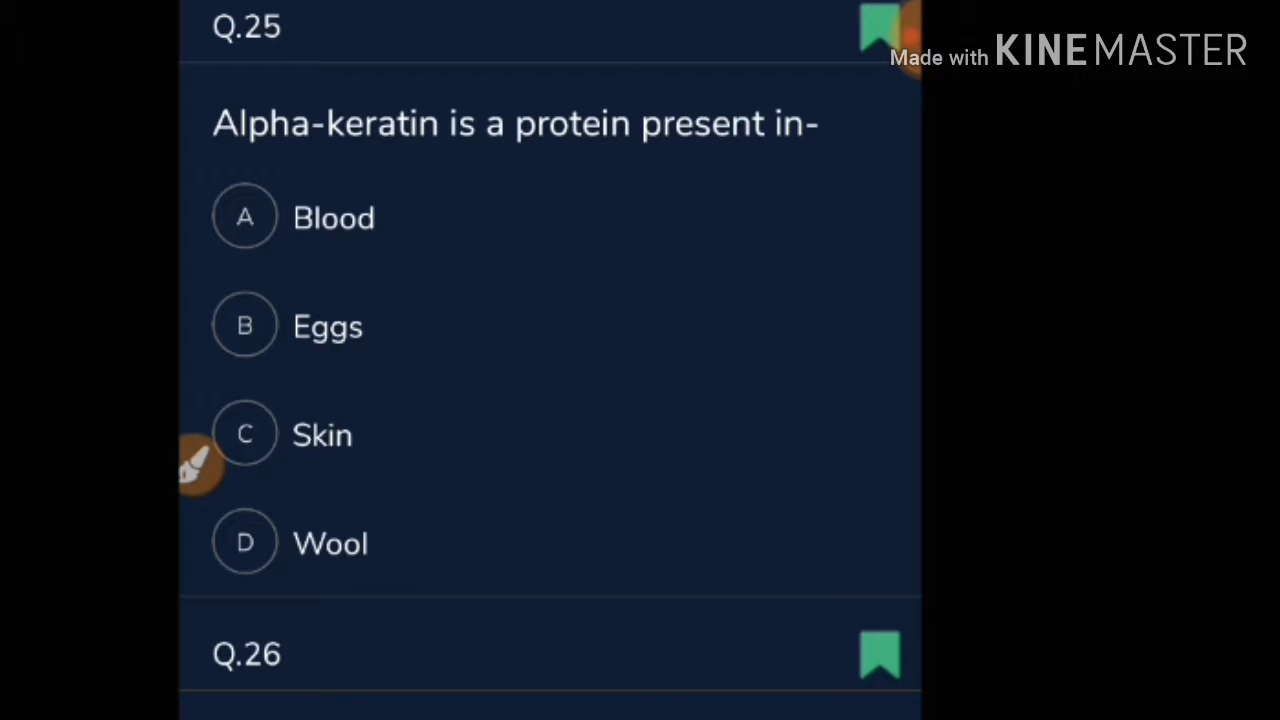 Q.25
Made with KINEMASTER
Alpha-keratin is a protein present in-
A Blood
B Eggs
C Skin
D Wool
Q.26